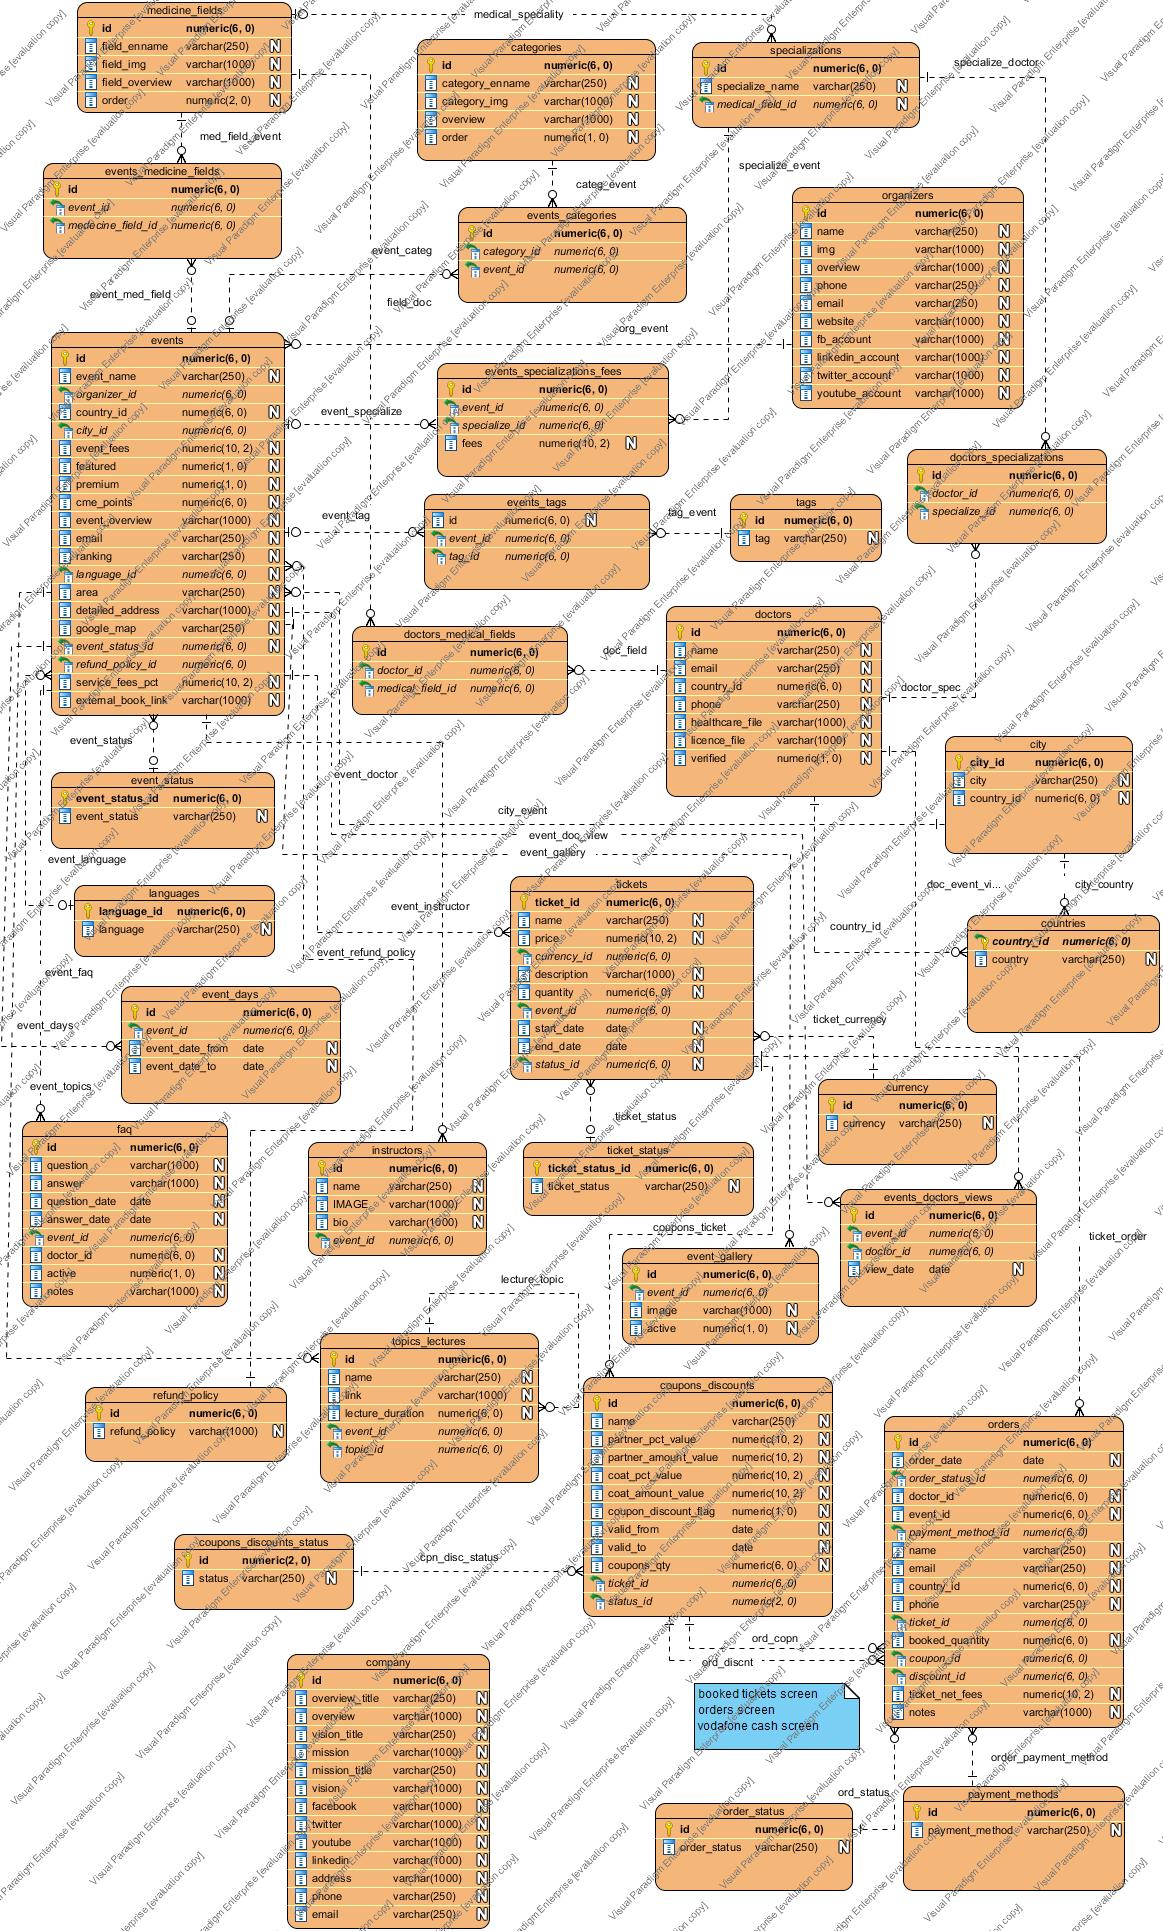 medicine_fields
id numeric(6, 0)
field_enname varchar(250) N
field_img varchar(1000) N
field_overview varchar(1000) N
order numeric(2, 0) N
medical_speciality
categories
id numeric(6, 0)
category_enname varchar(250) N
category_img varchar(1000) N
overview varchar(1000) N
order numeric(1, 0) N
specializations
id numeric(6, 0)
specialize_name varchar(250) N
medical_field_id numeric(6, 0) N
specialize_doctor
med_field_event
specialize_event
categ_event
events_medicine_fields
id numeric(6, 0)
event_id numeric(6, 0)
medecine_field_id numeric(6, 0)
events_categories
id numeric(6, 0)
category_id numeric(6, 0)
event_id numeric(6, 0)
organizers
id numeric(6, 0)
name varchar(250) N
img varchar(1000) N
overview varchar(1000) N
phone varchar(250) N
email varchar(250) N
website varchar(1000) N
fb_account varchar(1000) N
linkedin_account varchar(1000) N
twitter_account varchar(1000) N
youtube_account varchar(1000) N
event_categ
event_med_field
field_doc
org_event
events
id numeric(6, 0)
event_name varchar(250) N
organizer_id numeric(6, 0)
country_id numeric(6, 0) N
city_id numeric(6, 0)
event_fees numeric(10, 2) N
featured numeric(1, 0) N
premium numeric(1, 0) N
cme_points numeric(6, 0) N
event_overview varchar(1000) N
email varchar(250) N
ranking varchar(250) N
language_id numeric(6, 0) N
area varchar(250) N
detailed_address varchar(1000) N
google_map varchar(250) N
event_status_id numeric(6, 0) N
refund_policy_id numeric(6, 0)
service_fees_pct numeric(10, 2) N
external_book_link varchar(1000) N
events_specializations_fees
id numeric(6, 0)
event_id numeric(6, 0)
specialize_id numeric(6, 0)
fees numeric(10, 2) N
event_specialize
doctors_specializations
id numeric(6, 0)
doctor_id numeric(6, 0)
specialize_id numeric(6, 0)
event_tag
events_tags
id numeric(6, 0) N
event_id numeric(6, 0)
tag_id numeric(6, 0)
tag_event
tags
id numeric(6, 0)
tag varchar(250) N
doctors_medical_fields
id numeric(6, 0)
doctor_id numeric(6, 0)
medical_field_id numeric(6, 0)
doc_field
doctors
id numeric(6, 0)
name varchar(250) N
email varchar(250) N
country_id numeric(6, 0) N
phone varchar(250) N
healthcare_file varchar(1000) N
licence_file varchar(1000) N
verified numeric(1, 0) N
doctor_spec
event_status
event_status
event_status_id numeric(6, 0)
event_status varchar(250) N
event_doctor
city
city_id numeric(6, 0)
city varchar(250) N
country_id numeric(6, 0) N
city_event
event_doc_view
event_gallery
event_language
languages
language_id numeric(6, 0)
language varchar(250) N
event_instructor
tickets
ticket_id numeric(6, 0)
name varchar(250) N
price numeric(10, 2) N
currency_id numeric(6, 0)
description varchar(1000) N
quantity numeric(6, 0) N
event_id numeric(6, 0)
start_date date N
end_date date N
status_id numeric(6, 0) N
doc_event_vi...
city_country
country_id
countries
country_id numeric(6, 0)
country varchar(250) N
event_refund_policy
event_faq
event_days
id numeric(6, 0)
event_id numeric(6, 0)
event_date_from date N
event_date_to date N
event_days
ticket_currency
currency
id numeric(6, 0)
currency varchar(250) N
event_topics
faq
id numeric(6, 0)
question varchar(1000) N
answer varchar(1000) N
question_date date N
answer_date date N
event_id numeric(6, 0)
doctor_id numeric(6, 0) N
active numeric(1, 0) N
notes varchar(1000) N
instructors
id numeric(6, 0)
name varchar(250) N
IMAGE varchar(1000) N
bio varchar(1000) N
event_id numeric(6, 0)
ticket_status
ticket_status
ticket_status_id numeric(6, 0)
ticket_status varchar(250) N
events_doctors_views
id numeric(6, 0)
event_id numeric(6, 0)
doctor_id numeric(6, 0)
view_date date N
coupons_ticket
ticket_order
event_gallery
id numeric(6, 0)
event_id numeric(6, 0)
image varchar(1000) N
active numeric(1, 0) N
lecture_topic
topics_lectures
id numeric(6, 0)
name varchar(250) N
link varchar(1000) N
lecture_duration numeric(6, 0) N
event_id numeric(6, 0)
topic_id numeric(6, 0)
refund_policy
id numeric(6, 0)
refund_policy varchar(1000) N
coupons_discounts
id numeric(6, 0)
name varchar(250) N
partner_pct_value numeric(10, 2) N
partner_amount_value numeric(10, 2) N
coat_pct_value numeric(10, 2) N
coat_amount_value numeric(10, 2) N
coupon_discount_flag numeric(1, 0) N
valid_from date N
valid_to date N
coupons_qty numeric(6, 0) N
ticket_id numeric(6, 0)
status_id numeric(2, 0)
orders
id numeric(6, 0)
order_date date N
order_status_id numeric(6, 0)
doctor_id numeric(6, 0) N
event_id numeric(6, 0) N
payment_method_id numeric(6, 0)
name varchar(250) N
email varchar(250) N
country_id numeric(6, 0) N
phone varchar(250) N
ticket_id numeric(6, 0)
booked_quantity numeric(6, 0) N
coupon_id numeric(6, 0)
discount_id numeric(6, 0)
ticket_net_fees numeric(10, 2) N
notes varchar(1000) N
coupons_discounts_status
id numeric(2, 0)
status varchar(250) N
cpn_disc_status
ord_copn
ord_discnt
company
id numeric(6, 0)
overview_title varchar(250) N
overview varchar(1000) N
vision_title varchar(250) N
mission varchar(1000) N
mission_title varchar(250) N
vision varchar(1000) N
facebook varchar(1000) N
twitter varchar(1000) N
youtube varchar(1000) N
linkedin varchar(1000) N
address varchar(1000) N
phone varchar(250) N
email varchar(250) N
booked tickets screen
orders screen
vodafone cash screen
order_payment_method
ord_status
order_status
id numeric(6, 0)
order_status varchar(250) N
payment_methods
id numeric(6, 0)
payment_method varchar(250) N
Visual Paradigm Enterprise [evaluation copy]